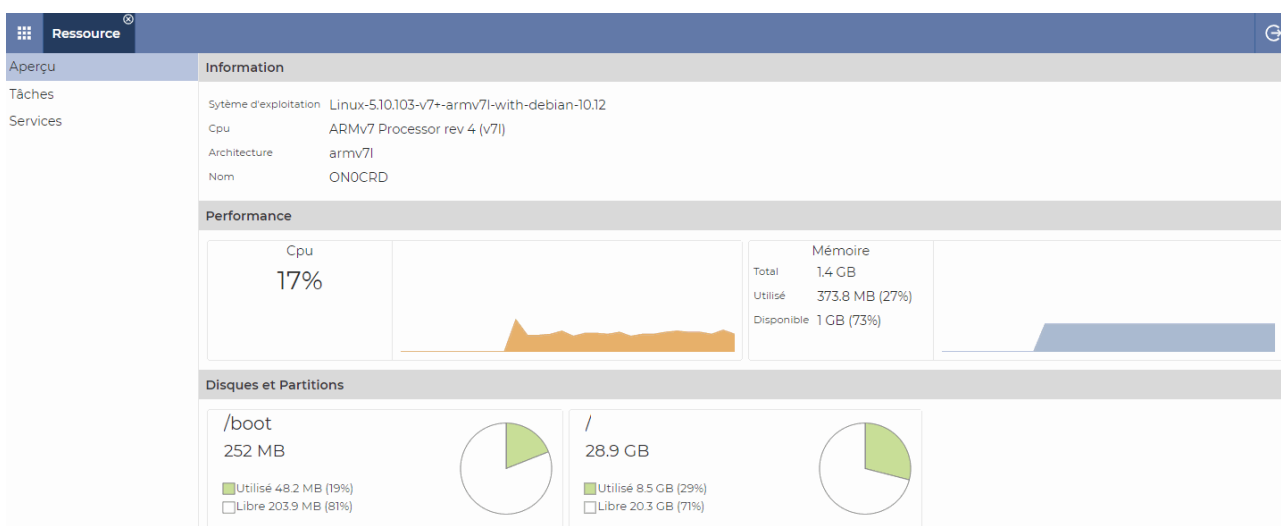 Ressource
Aperçu
Tâches
Services
Information
Sytème d'exploitation Linux-5.10.103-v7+-armv7l-with-debian-10.12
Cpu ARMv7 Processor rev 4 (v7l)
Architecture armv7l
Nom ON0CRD
Performance
Cpu
17%
Mémoire
Total 1.4 GB
Utilisé 373.8 MB (27%)
Disponible 1 GB (73%)
Disques et Partitions
/boot
252 MB
Utilisé 48.2 MB (19%)
Libre 203.9 MB (81%)
/
28.9 GB
Utilisé 8.5 GB (29%)
Libre 20.3 GB (71%)